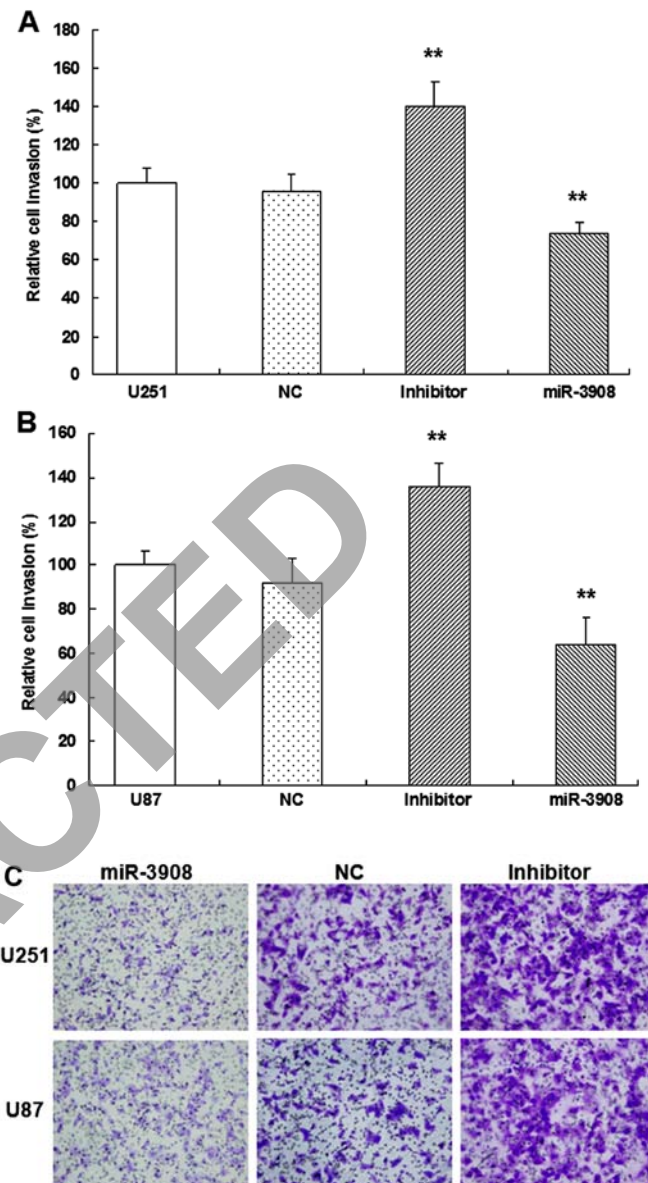 A
Relative cell Invasion (%)
180
160
140
120
100
80
60
40
20
0
**
**
U251
NC
Inhibitor
miR-3908
B
Relative cell Invasion (%)
160
140
120
100
80
60
40
20
0
**
**
U87
NC
Inhibitor
miR-3908
C
miR-3908
NC
Inhibitor
U251
U87
CTED